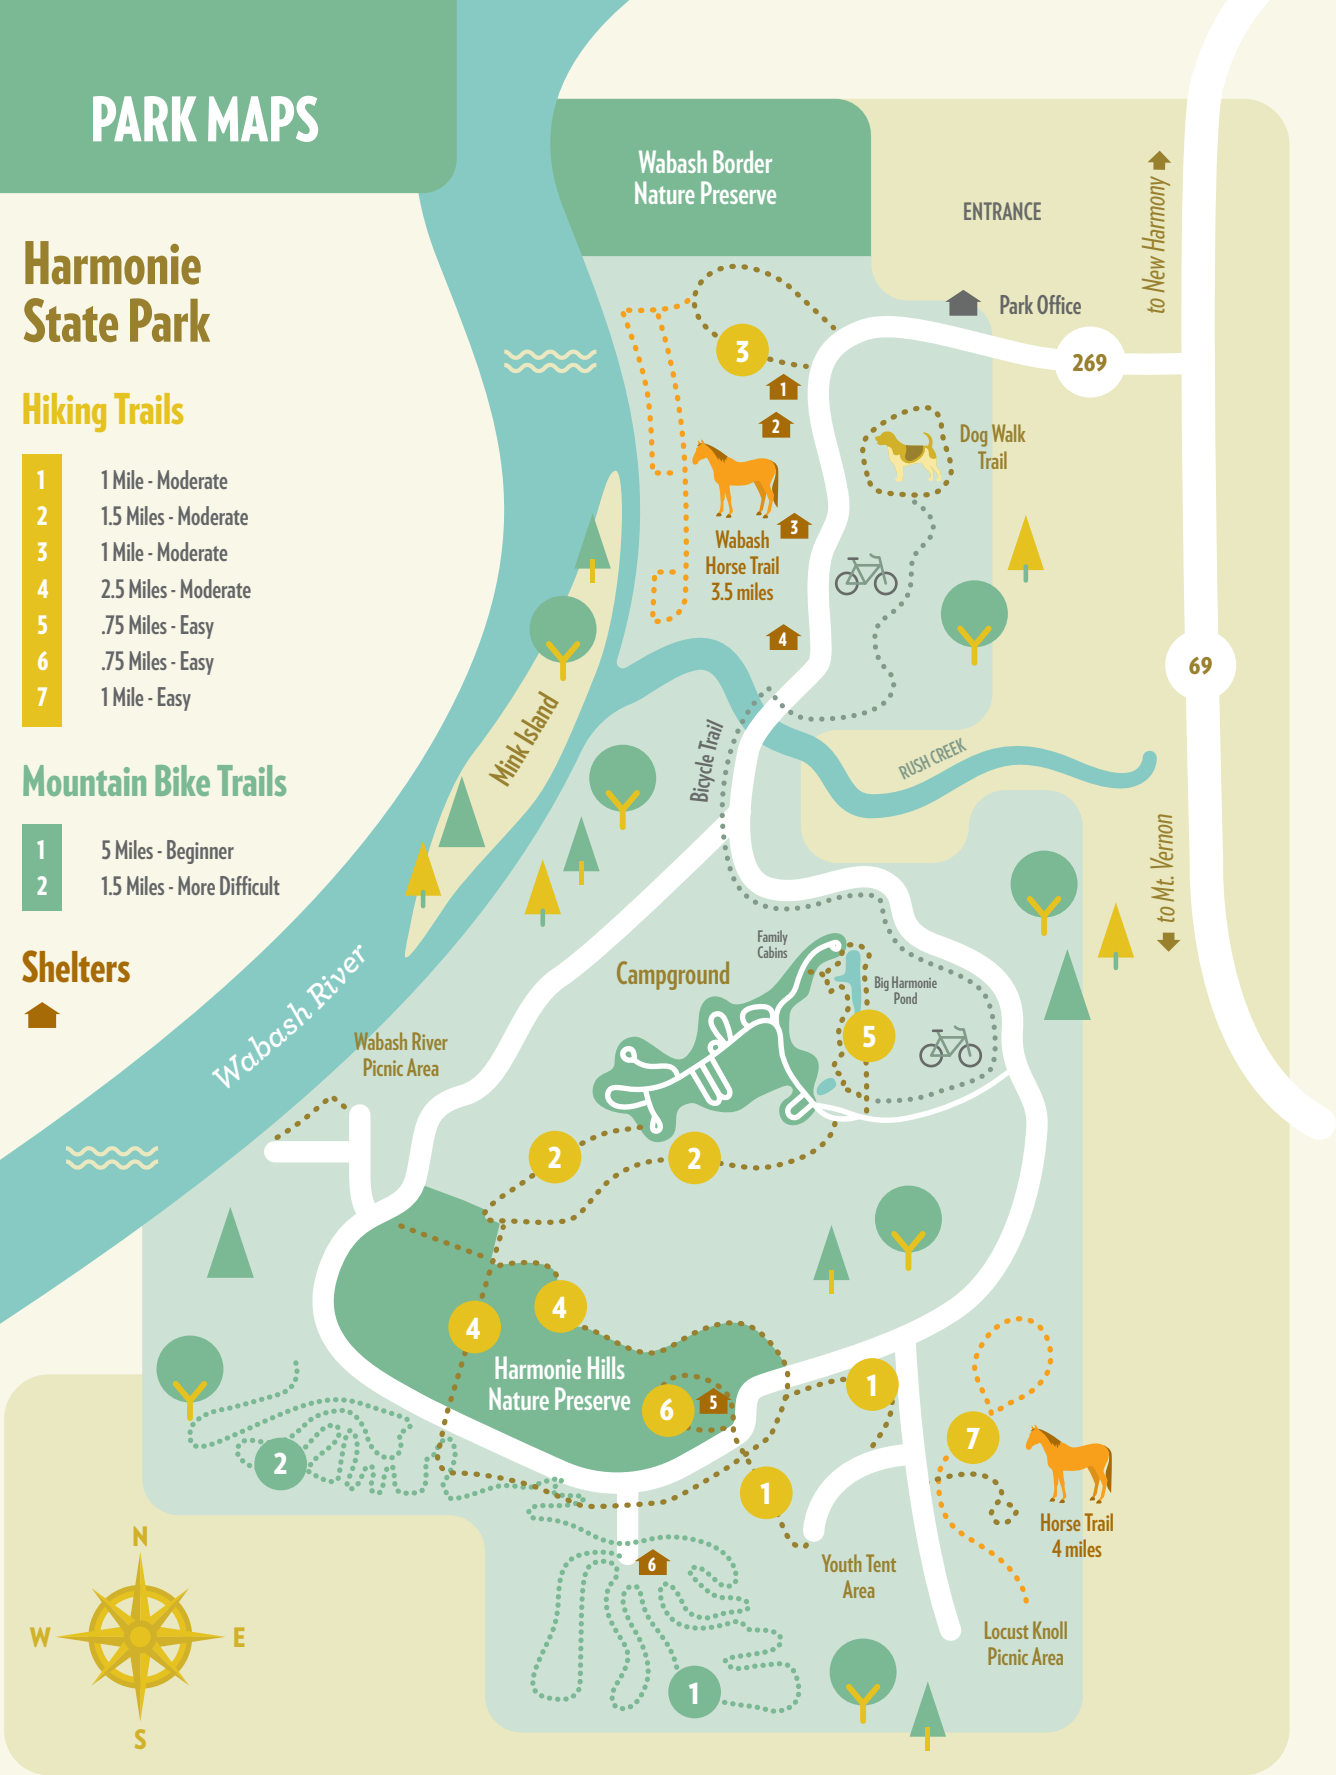 PARK MAPS
Harmonie
State Park
Hiking Trails
1 1 Mile - Moderate
2 1.5 Miles - Moderate
3 1 Mile - Moderate
4 2.5 Miles - Moderate
5 .75 Miles - Easy
6 .75 Miles - Easy
7 1 Mile - Easy
Mountain Bike Trails
1 5 Miles - Beginner
2 1.5 Miles - More Difficult
Shelters
Wabash Border
Nature Preserve
ENTRANCE
to New Harmony
Park Office
269
3
1
2
Dog Walk
Trail
3
Wabash
Horse Trail
3.5 miles
4
69
Mink Island
Bicycle Trail
RUSH CREEK
to Mt. Vernon
Wabash River
Family
Cabins
Campground
Big Harmonie
Pond
5
Wabash River
Picnic Area
2
2
4
4
Harmonie Hills
Nature Preserve
6
5
1
7
2
1
Horse Trail
4 miles
6
Youth Tent
Area
Locust Knoll
Picnic Area
1
N
W
E
S